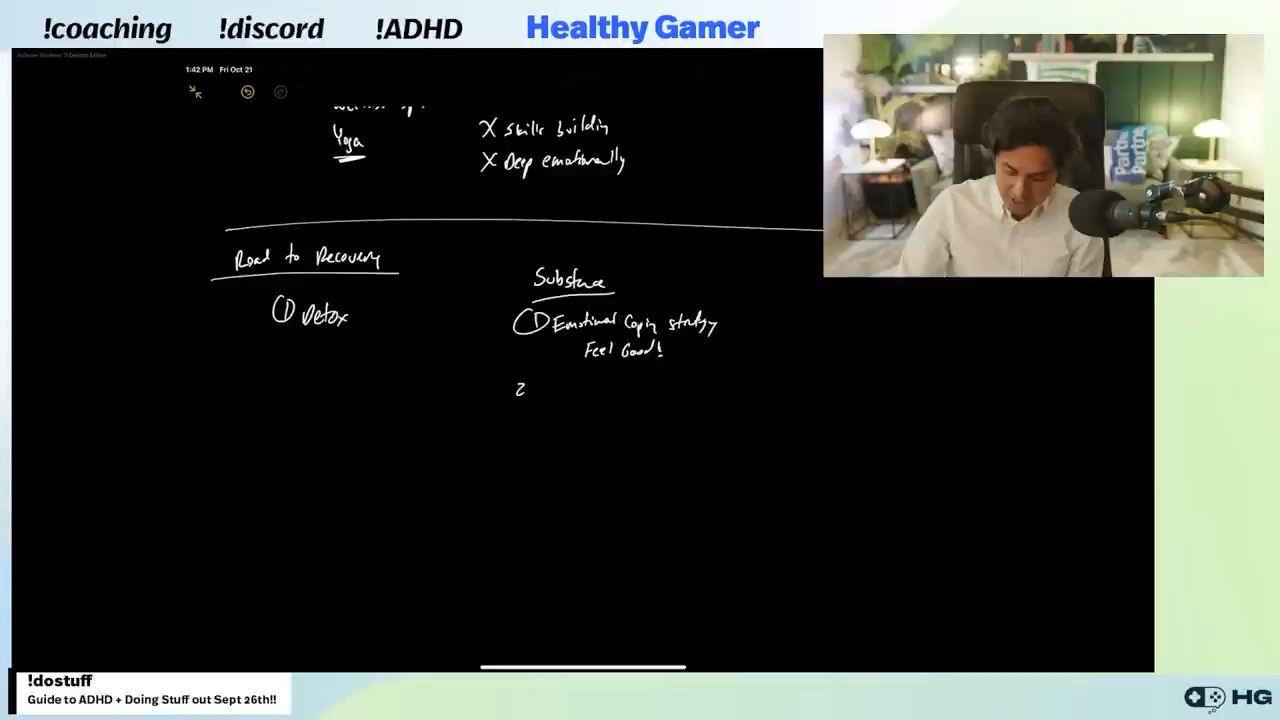 !coaching !discord !ADHD Healthy Gamer
1:42 PM Fri Oct 21
Yoga
X Skills building
X Deep emotionally
Road to Recovery
Substance
① Detox
① Emotional Coping strategy
Feel Good!
2
Partne
Partne
!dostuff
Guide to ADHD + Doing Stuff out Sept 26th!!
HG